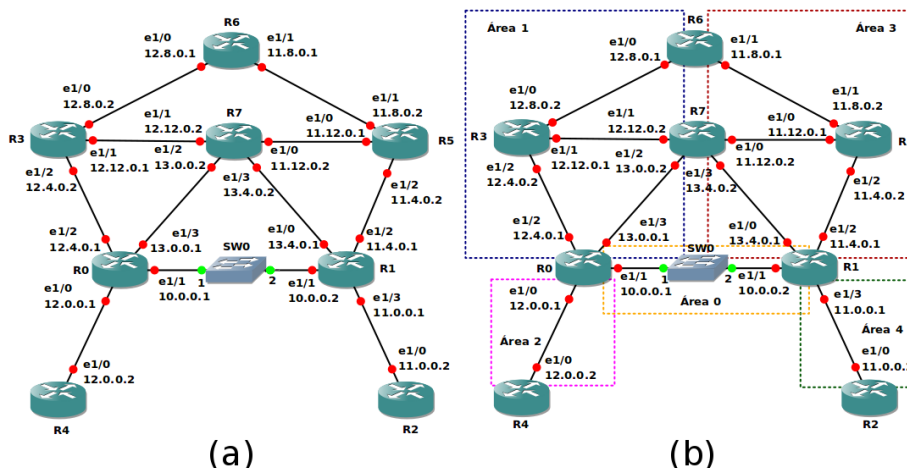 R6
e1/0
12.8.0.1
e1/1
11.8.0.1
e1/0
12.8.0.2
R3
e1/1
12.12.0.2
R7
e1/0
11.12.0.1
e1/1
11.8.0.2
R5
e1/1
12.12.0.1
e1/2
13.0.0.2
e1/0
11.12.0.2
e1/3
13.4.0.2
e1/2
12.4.0.2
e1/2
11.4.0.2
e1/2
12.4.0.1
e1/3
13.0.0.1
SW0
e1/0
13.4.0.1
e1/2
11.4.0.1
R0
e1/1
10.0.0.1
1
2
e1/1
10.0.0.2
R1
e1/0
12.0.0.1
e1/3
11.0.0.1
e1/0
12.0.0.2
e1/0
11.0.0.2
R4
R2
(a)
Área 1
R6
Área 3
e1/0
12.8.0.1
e1/1
11.8.0.1
e1/0
12.8.0.2
R3
e1/1
12.12.0.2
R7
e1/0
11.12.0.1
e1/1
11.8.0.2
R
e1/1
12.12.0.1
e1/2
13.0.0.2
e1/0
11.12.0.2
e1/3
13.4.0.2
e1/2
12.4.0.2
e1/2
11.4.0.2
e1/2
12.4.0.1
e1/3
13.0.0.1
SW0
e1/0
13.4.0.1
e1/2
11.4.0.1
R0
e1/1
10.0.0.1
1
2
e1/1
10.0.0.2
R1
Área 0
e1/0
12.0.0.1
e1/3
11.0.0.1
Área 2
Área 4
e1/0
12.0.0.2
e1/0
11.0.0.2
R4
R2
(b)